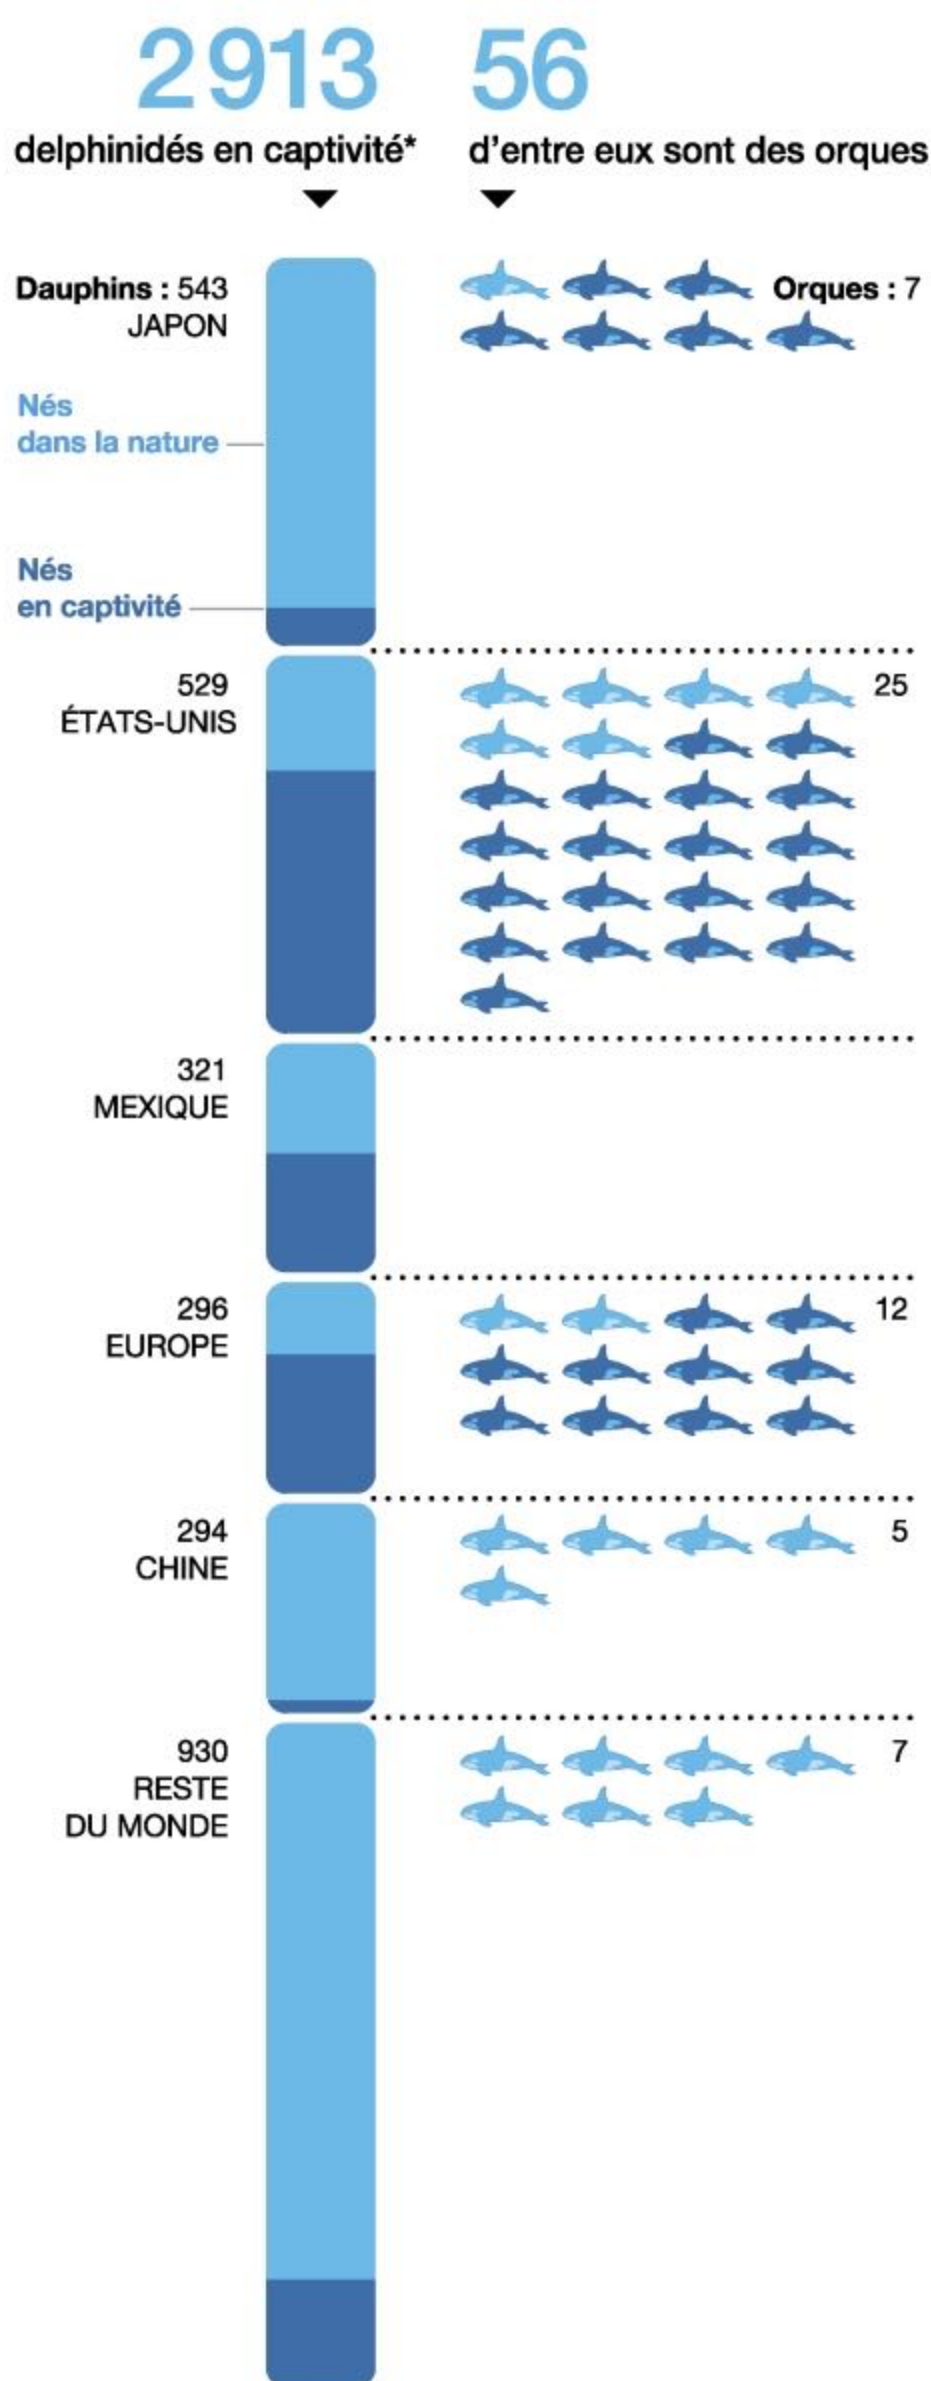 2 913
delphinidés en captivité*
56
d'entre eux sont des orques
Dauphins : 543
JAPON
Orques : 7
Nés
dans la nature
Nés
en captivité
529
ÉTATS-UNIS
25
321
MEXIQUE
296
EUROPE
12
294
CHINE
5
930
RESTE
DU MONDE
7